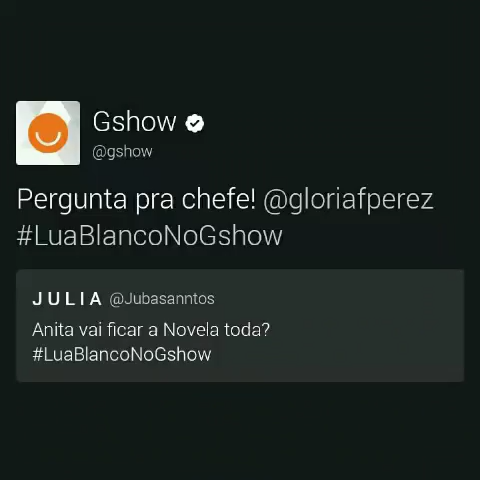 Gshow
@gshow
Pergunta pra chefe! @gloriafperez
#LuaBlancoNoGshow
JULIA @Jubasanntos
Anita vai ficar a Novela toda?
#LuaBlancoNoGshow